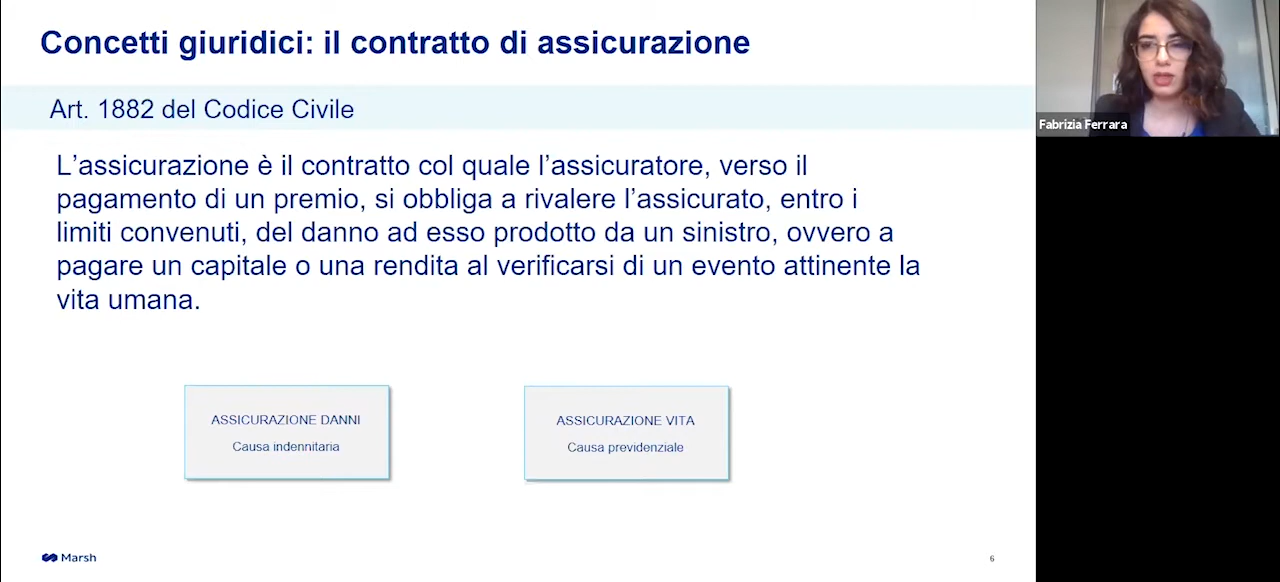 Concetti giuridici: il contratto di assicurazione
Art. 1882 del Codice Civile
L’assicurazione è il contratto col quale l’assicuratore, verso il
pagamento di un premio, si obbliga a rivalere l’assicurato, entro i
limiti convenuti, del danno ad esso prodotto da un sinistro, ovvero a
pagare un capitale o una rendita al verificarsi di un evento attinente la
vita umana.
ASSICURAZIONE DANNI
Causa indennitaria
ASSICURAZIONE VITA
Causa previdenziale
Marsh
6
Fabrizia Ferrara